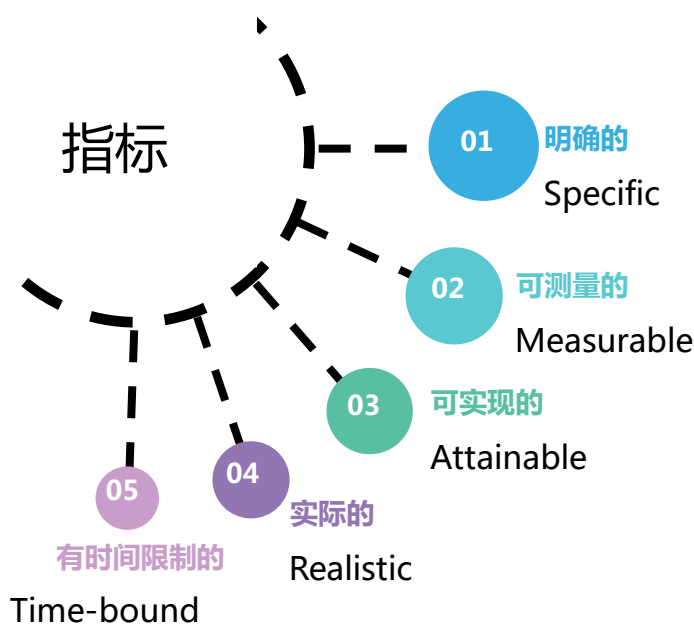 指标
01
明确的
Specific
02
可测量的
Measurable
03
可实现的
Attainable
04
实际的
Realistic
05
有时间限制的
Time-bound